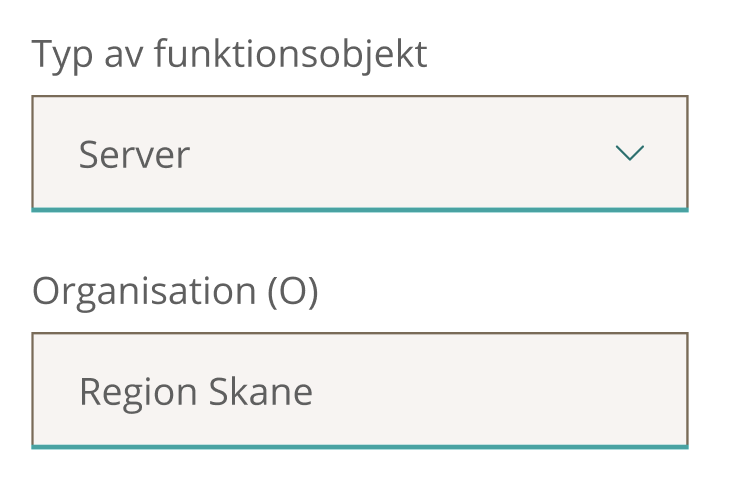 Typ av funktionsobjekt
Server
Organisation (O)
Region Skane